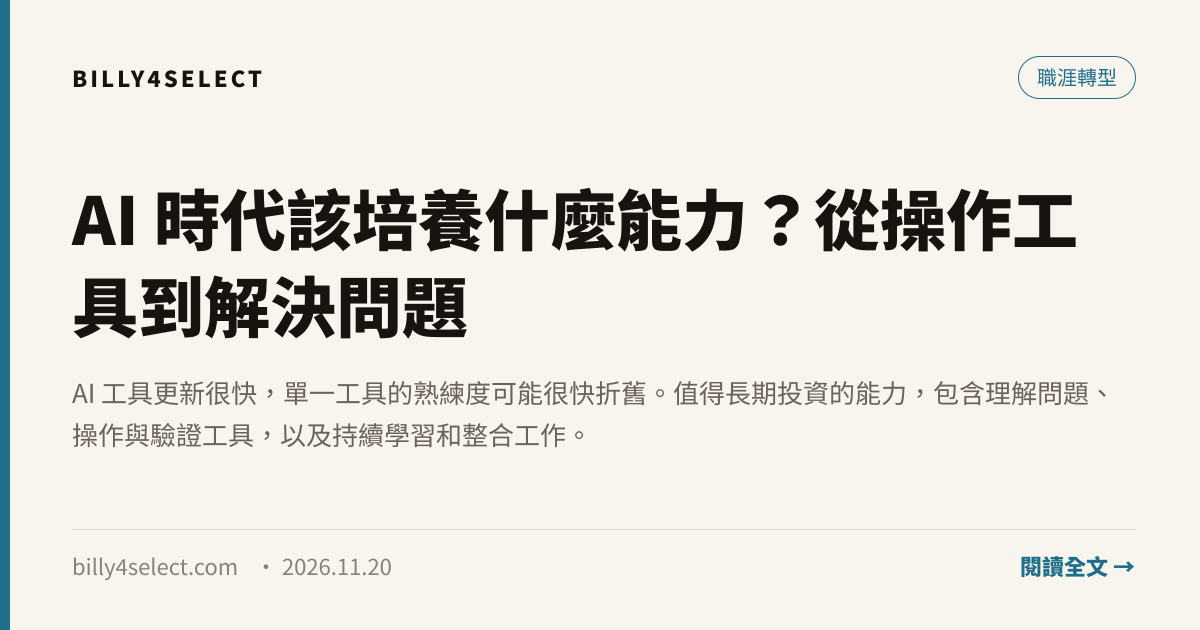 BILLY4SELECT
職涯轉型
AI 時代該培養什麼能力？從操作工
具到解決問題
AI 工具更新很快，單一工具的熟練度可能很快折舊。值得長期投資的能力，包含理解問題、
操作與驗證工具，以及持續學習和整合工作。
billy4select.com ・ 2026.11.20
閱讀全文 →